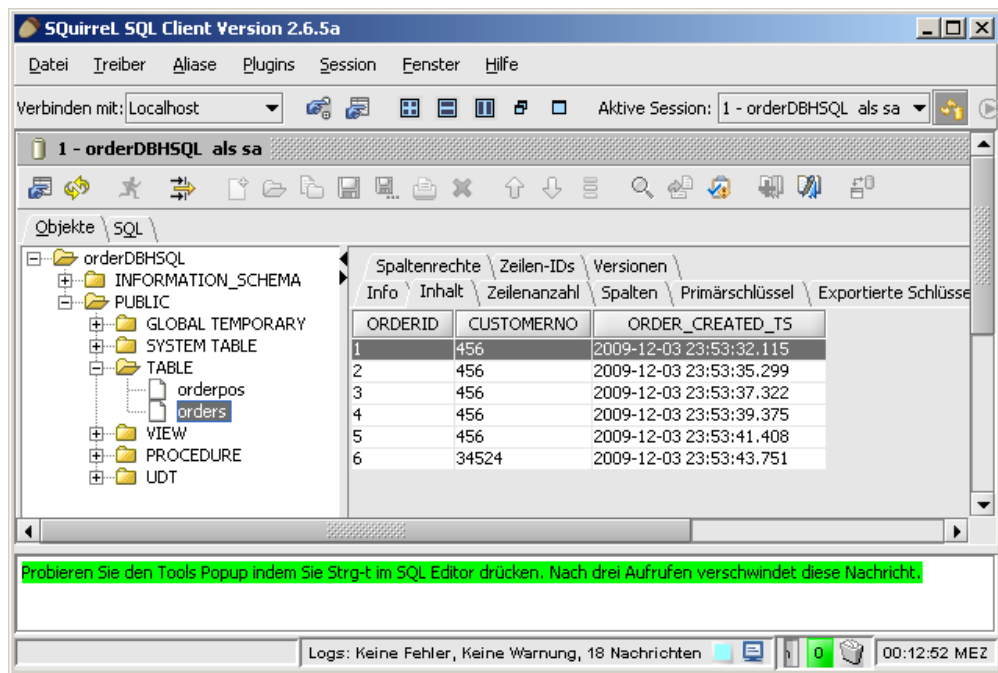 SQuirreL SQL Client Version 2.6.5a
Datei Treiber Aliase Plugins Session Fenster Hilfe
Verbinden mit: Localhost Aktive Session: 1 - orderDBHSQL als sa
1 - orderDBHSQL als sa
Objekte SQL
orderDBHSQL
INFORMATION_SCHEMA
PUBLIC
GLOBAL TEMPORARY
SYSTEM TABLE
TABLE
orderpos
orders
VIEW
PROCEDURE
UDT
Spaltenrechte Zeilen-IDs Versionen
Info Inhalt Zeilenanzahl Spalten Primärschlüssel Exportierte Schlüsse
ORDERID CUSTOMERNO ORDER_CREATED_TS
1 456 2009-12-03 23:53:32.115
2 456 2009-12-03 23:53:35.299
3 456 2009-12-03 23:53:37.322
4 456 2009-12-03 23:53:39.375
5 456 2009-12-03 23:53:41.408
6 34524 2009-12-03 23:53:43.751
Probieren Sie den Tools Popup indem Sie Strg-t im SQL Editor drücken. Nach drei Aufrufen verschwindet diese Nachricht.
Logs: Keine Fehler, Keine Warnung, 18 Nachrichten 0 00:12:52 MEZ